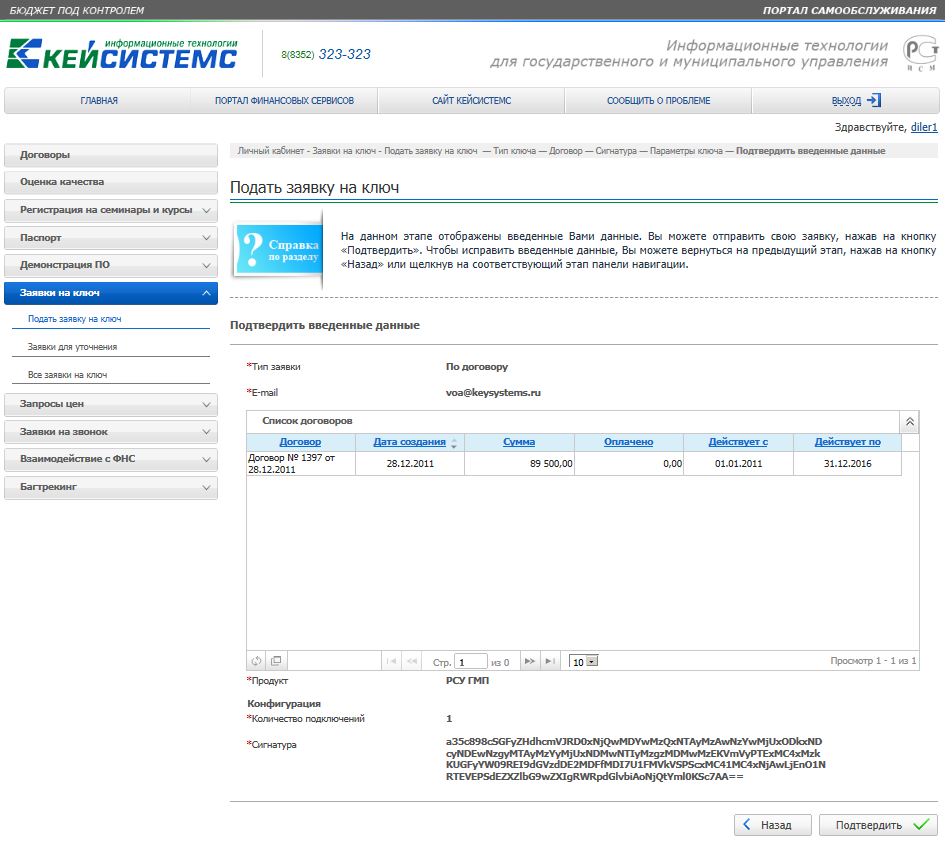 БЮДЖЕТ ПОД КОНТРОЛЕМ
ПОРТАЛ САМООБСЛУЖИВАНИЯ
информационные технологии
КЕЙСИСТЕМС
8(8352) 323-323
Информационные технологии
для государственного и муниципального управления
РСТ
ИСМ
ГЛАВНАЯ
ПОРТАЛ ФИНАНСОВЫХ СЕРВИСОВ
САЙТ КЕЙСИСТЕМС
СООБЩИТЬ О ПРОБЛЕМЕ
ВЫХОД
Здравствуйте, diler1
Договоры
Оценка качества
Регистрация на семинары и курсы
Паспорт
Демонстрация ПО
Заявки на ключ
Подать заявку на ключ
Заявки для уточнения
Все заявки на ключ
Запросы цен
Заявки на звонок
Взаимодействие с ФНС
Багтрекинг
Личный кабинет - Заявки на ключ - Подать заявку на ключ — Тип ключа — Договор — Сигнатура — Параметры ключа — Подтвердить введенные данные
Подать заявку на ключ
? Справка
по разделу
На данном этапе отображены введенные Вами данные. Вы можете отправить свою заявку, нажав на кнопку
«Подтвердить». Чтобы исправить введенные данные, Вы можете вернуться на предыдущий этап, нажав на кнопку
«Назад» или щелкнув на соответствующий этап панели навигации.
Подтвердить введенные данные
*Тип заявки По договору
*E-mail voa@keysystems.ru
Список договоров
Договор Дата создания Сумма Оплачено Действует с Действует по
Договор № 1397 от
28.12.2011 28.12.2011 89 500,00 0,00 01.01.2011 31.12.2016
Стр. 1 из 0 10 Просмотр 1 - 1 из 1
*Продукт РСУ ГМП
Конфигурация
*Количество подключений 1
*Сигнатура
a35c898cSGFyZHdhcmVJRD0xNjQwMDYwMzQxNTAyMzAwNzYwMjUxODkxND
cyNDEwNzgyMTAyMzYyMjUxNDMwNTIyMzgzMDMwMzEKVmVyPTExMC4xMzk
KUGFyYW09REI9dGVzdDE2MDFfMDI7U1FMVkVSPScxMC41MC4xNjAwLjEnO1N
RTEVEPSdEZXZlbG9wZXIgRWRpdGlvbiAoNjQtYml0KSc7AA==
Назад
Подтвердить